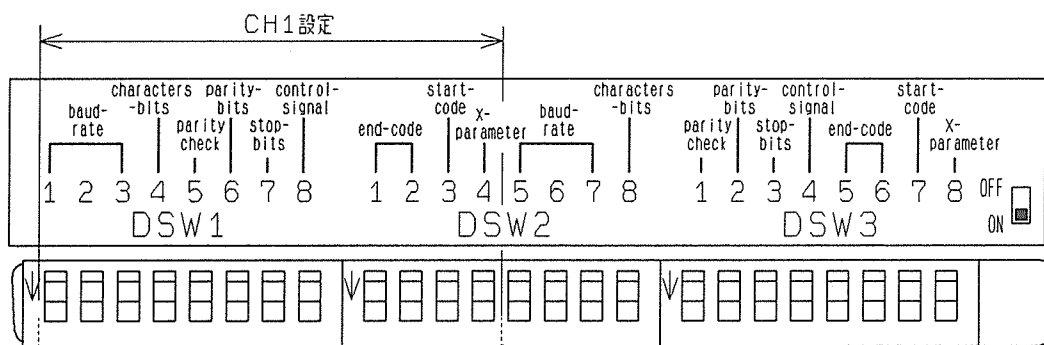 CH1設定
characters-bits parity-bits control-signal
baud-rate parity check stop-bits
1 2 3 4 5 6 7 8
DSW1
start-code characters-bits
end-code X-parameter baud-rate
1 2 3 4 5 6 7 8
DSW2
parity-bits control-signal start-code
parity check stop-bits end-code X-parameter
1 2 3 4 5 6 7 8
DSW3
OFF
ON